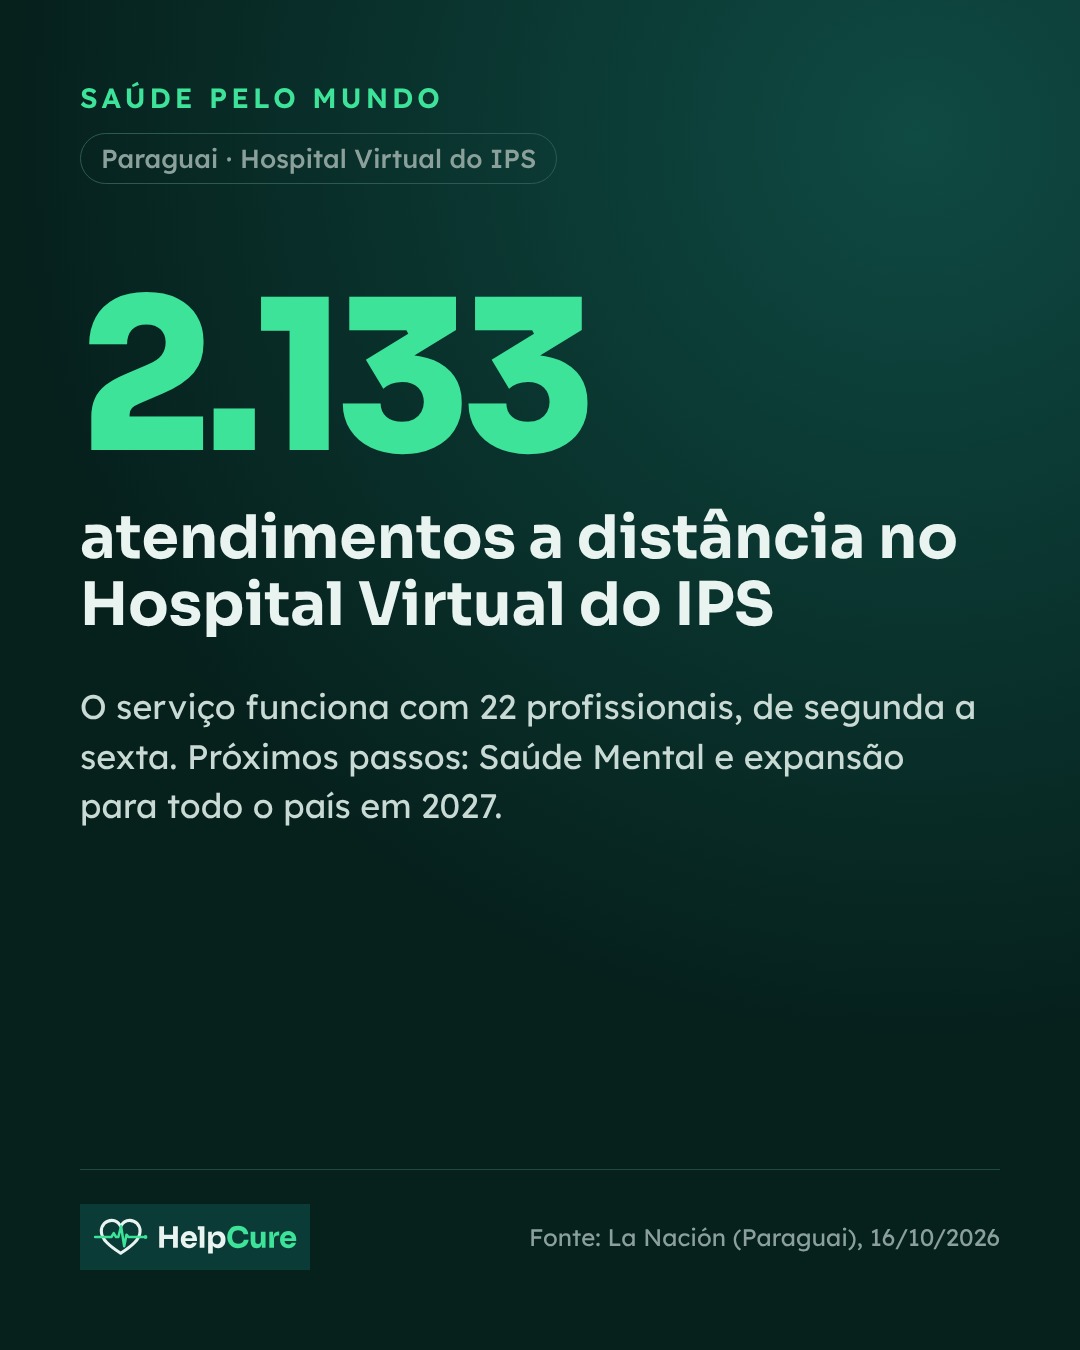 SAÚDE PELO MUNDO
Paraguai · Hospital Virtual do IPS
2.133
atendimentos a distância no
Hospital Virtual do IPS
O serviço funciona com 22 profissionais, de segunda a
sexta. Próximos passos: Saúde Mental e expansão
para todo o país em 2027.
HelpCure
Fonte: La Nación (Paraguai), 16/10/2026